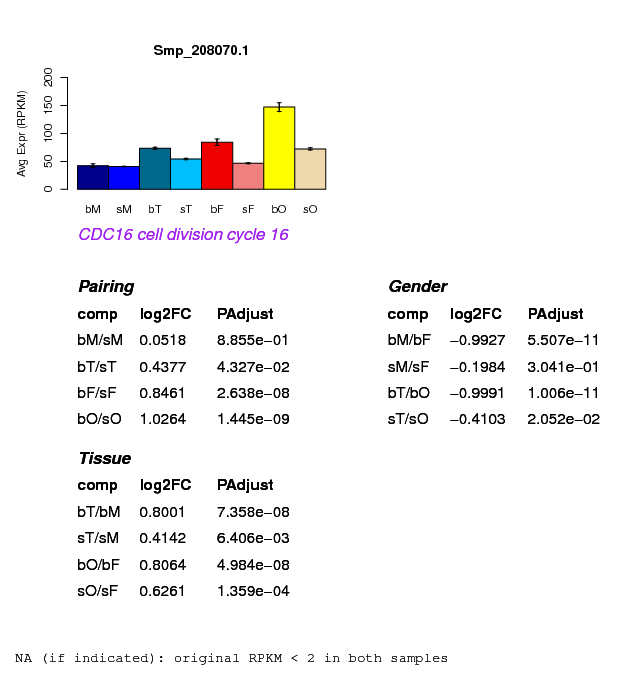 Smp_208070.1
Avg Expr (RPKM)
0 50 100 150 200
bM sM bT sT bF sF bO sO
CDC16 cell division cycle 16
Pairing
comp log2FC PAdjust
bM/sM 0.0518 8.855e−01
bT/sT 0.4377 4.327e−02
bF/sF 0.8461 2.638e−08
bO/sO 1.0264 1.445e−09
Gender
comp log2FC PAdjust
bM/bF −0.9927 5.507e−11
sM/sF −0.1984 3.041e−01
bT/bO −0.9991 1.006e−11
sT/sO −0.4103 2.052e−02
Tissue
comp log2FC PAdjust
bT/bM 0.8001 7.358e−08
sT/sM 0.4142 6.406e−03
bO/bF 0.8064 4.984e−08
sO/sF 0.6261 1.359e−04
NA (if indicated): original RPKM < 2 in both samples